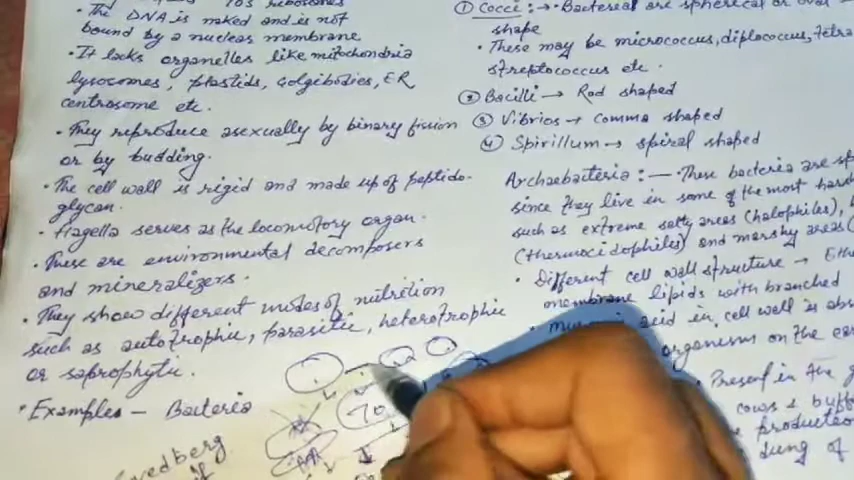 70s ribosomes
• The DNA is naked and is not
bound by a nucleas membrane
• It lacks organelles like mitochondria
lysocomes, plastids, Golgibodies, ER,
centrosome etc.
• They reproduce asexually by binary fission
or by budding.
• The cell wall is rigid and made up of peptido-
glycan.
• Flagella serves as the locomotory organ.
• These are environmental decomposers
and mineralizers.
• They show different modes of nutrition
such as autotrophic, parasitic, heterotrophic
or saprophytic.
• Examples — Bacteria
70
① Cocci :→ • Bactereal are spherical or oval
shape
• These may be micrococcus, diplococcus, tetra
streptococcus etc.
② Bacilli → Rod shaped
③ Vibrios → Comma shaped
④ Spirillum → spiral shaped
Archaebacteria :— • These bacteria are
since they live in some of the most
such as extreme salty areas (halophiles),
(thermoacidophiles) and marshy areas
• Different cell wall structure →
membrane lipids with branched
acid in cell wall is
organism on the
• Present in the
cows &
dung of